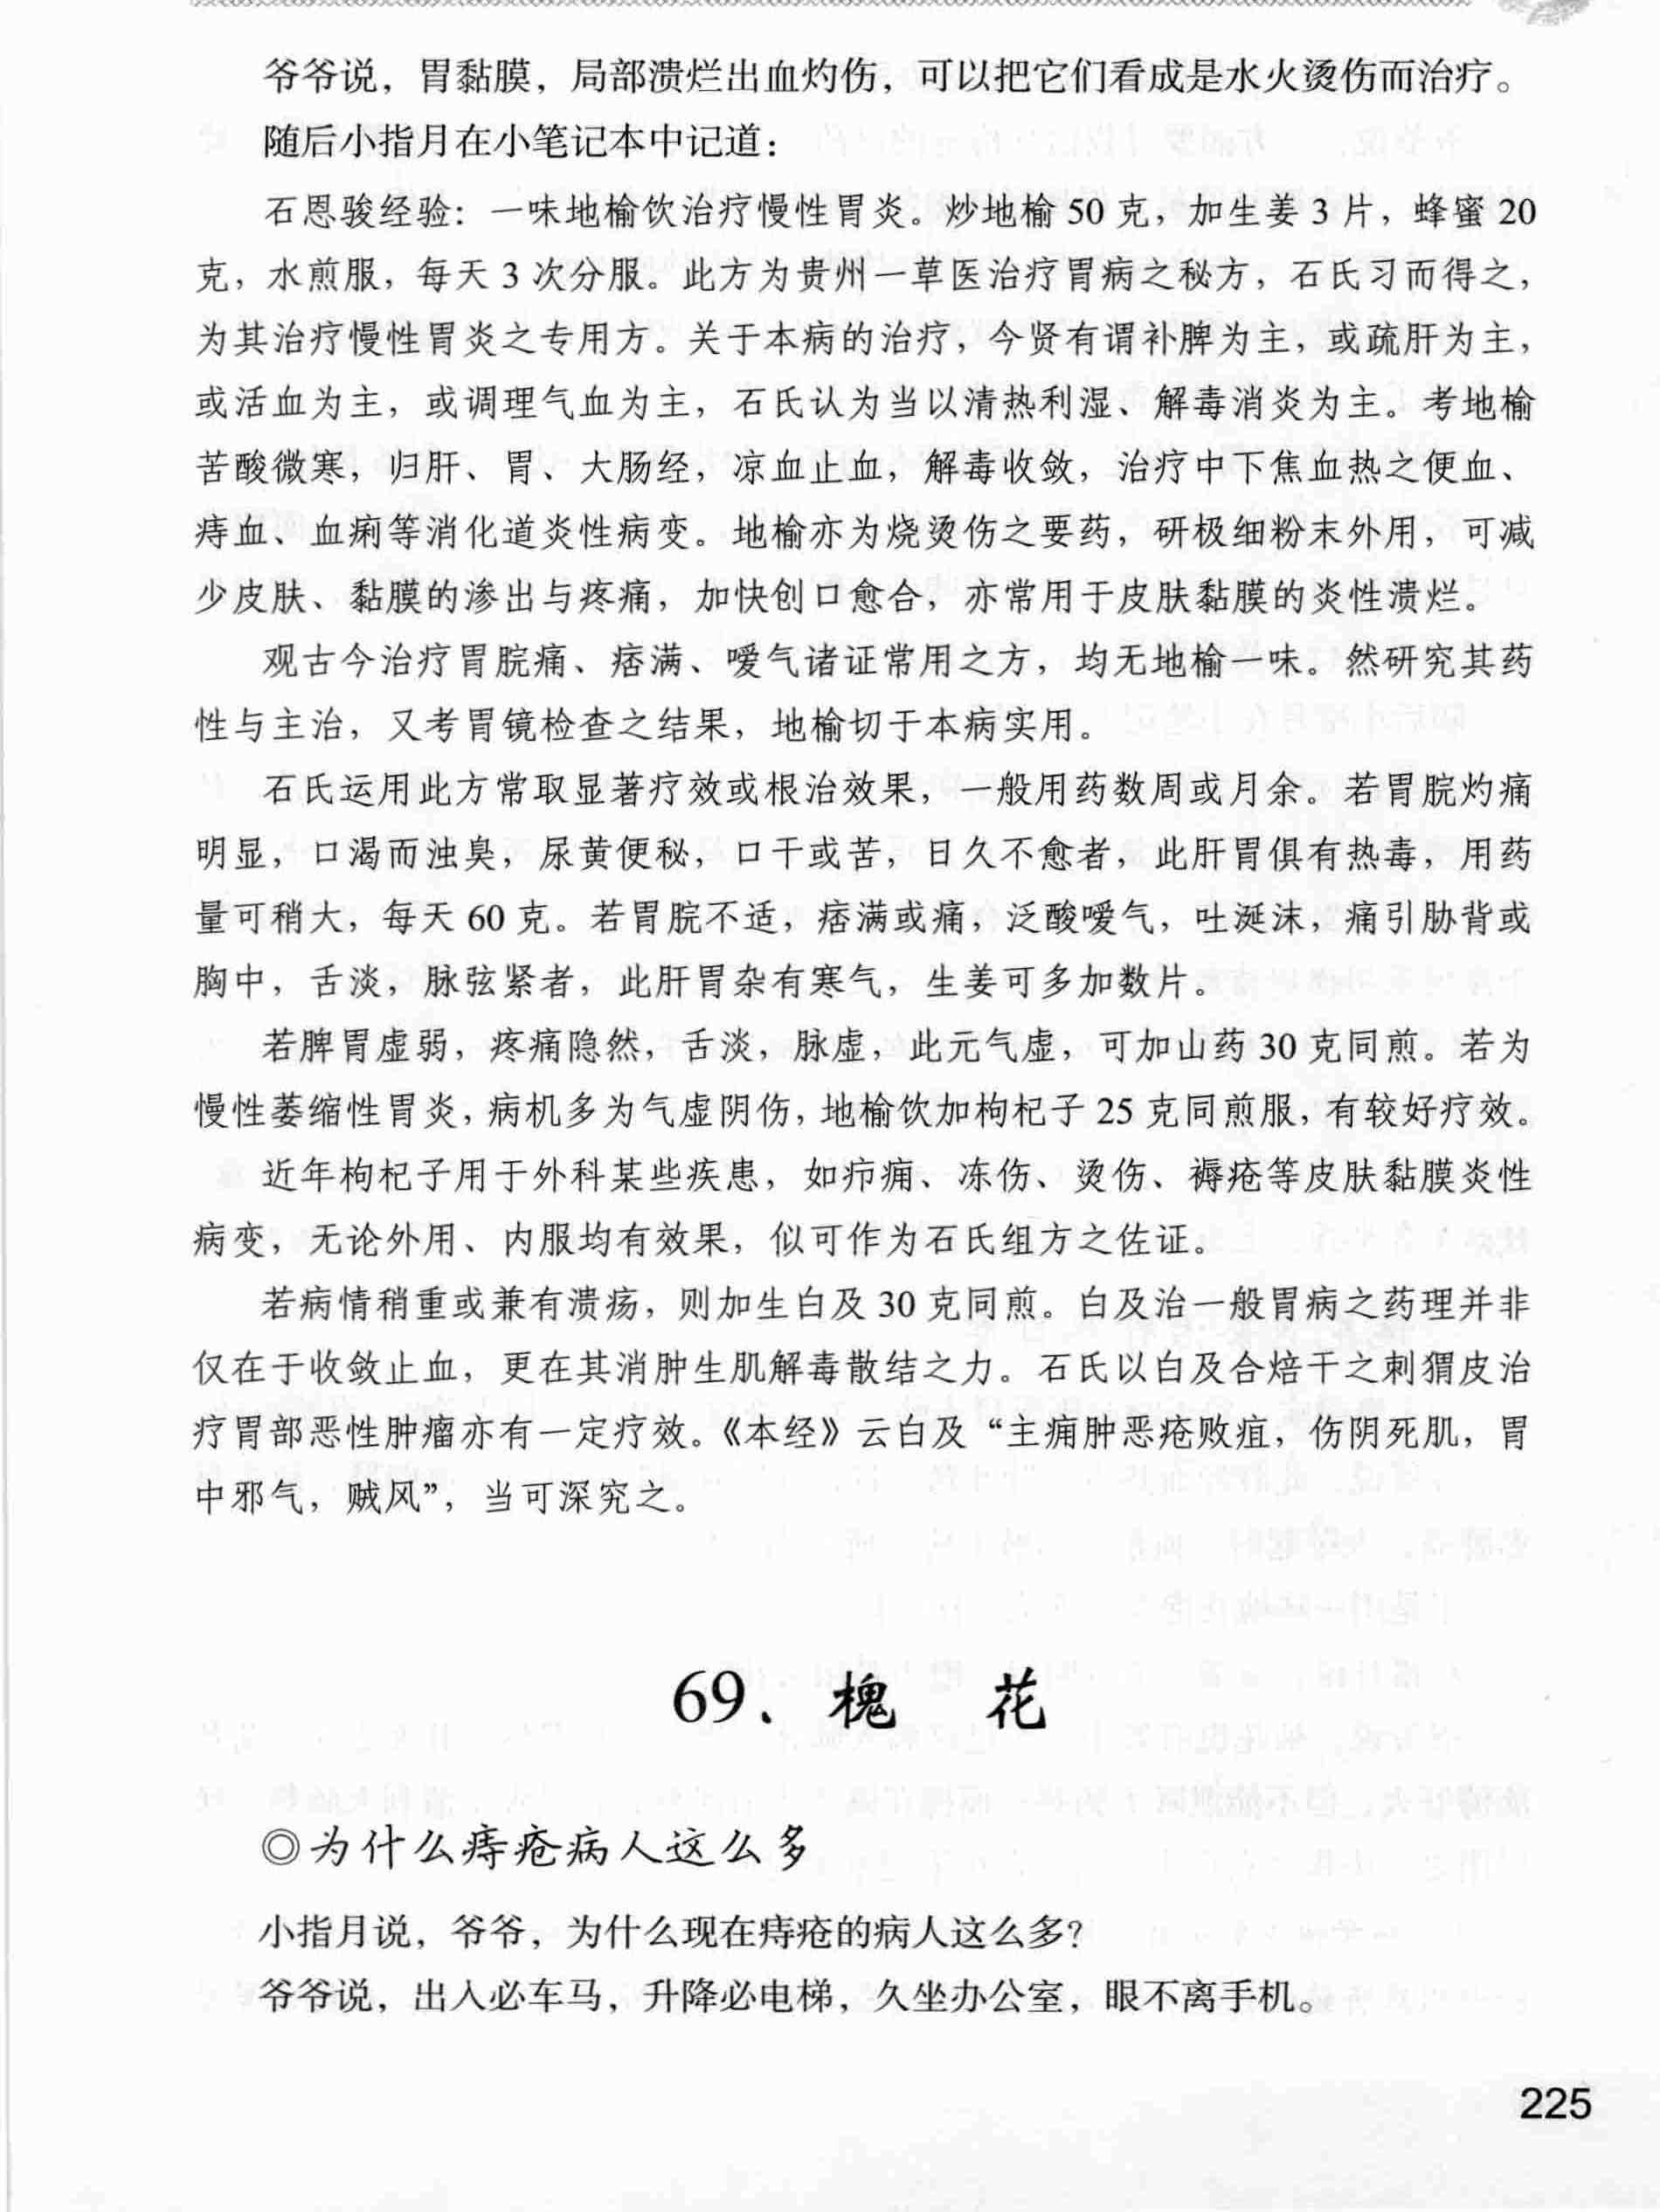 爷爷说，胃黏膜，局部溃烂出血灼伤，可以把它们看成是水火烫伤而治疗。
随后小指月在小笔记本中记道：
石恩骏经验：一味地榆饮治疗慢性胃炎。炒地榆 50 克，加生姜 3 片，蜂蜜 20
克，水煎服，每天 3 次分服。此方为贵州一草医治疗胃病之秘方，石氏习而得之，
为其治疗慢性胃炎之专用方。关于本病的治疗，今贤有谓补脾为主，或疏肝为主，
或活血为主，或调理气血为主，石氏认为当以清热利湿、解毒消炎为主。考地榆
苦酸微寒，归肝、胃、大肠经，凉血止血，解毒收敛，治疗中下焦血热之便血、
痔血、血痢等消化道炎性病变。地榆亦为烧烫伤之要药，研极细粉末外用，可减
少皮肤、黏膜的渗出与疼痛，加快创口愈合，亦常用于皮肤黏膜的炎性溃烂。
观古今治疗胃脘痛、痞满、嗳气诸证常用之方，均无地榆一味。然研究其药
性与主治，又考胃镜检查之结果，地榆切于本病实用。
石氏运用此方常取显著疗效或根治效果，一般用药数周或月余。若胃脘灼痛
明显，口渴而浊臭，尿黄便秘，口干或苦，日久不愈者，此肝胃俱有热毒，用药
量可稍大，每天 60 克。若胃脘不适，痞满或痛，泛酸嗳气，吐涎沫，痛引胁背或
胸中，舌淡，脉弦紧者，此肝胃杂有寒气，生姜可多加数片。
若脾胃虚弱，疼痛隐然，舌淡，脉虚，此元气虚，可加山药 30 克同煎。若为
慢性萎缩性胃炎，病机多为气虚阴伤，地榆饮加枸杞子 25 克同煎服，有较好疗效。
近年枸杞子用于外科某些疾患，如疖痈、冻伤、烫伤、褥疮等皮肤黏膜炎性
病变，无论外用、内服均有效果，似可作为石氏组方之佐证。
若病情稍重或兼有溃疡，则加生白及 30 克同煎。白及治一般胃病之药理并非
仅在于收敛止血，更在其消肿生肌解毒散结之力。石氏以白及合焙干之刺猬皮治
疗胃部恶性肿瘤亦有一定疗效。《本经》云白及“主痈肿恶疮败疽，伤阴死肌，胃
中邪气，贼风”，当可深究之。
69、槐 花
◎为什么痔疮病人这么多
小指月说，爷爷，为什么现在痔疮的病人这么多？
爷爷说，出入必车马，升降必电梯，久坐办公室，眼不离手机。
225